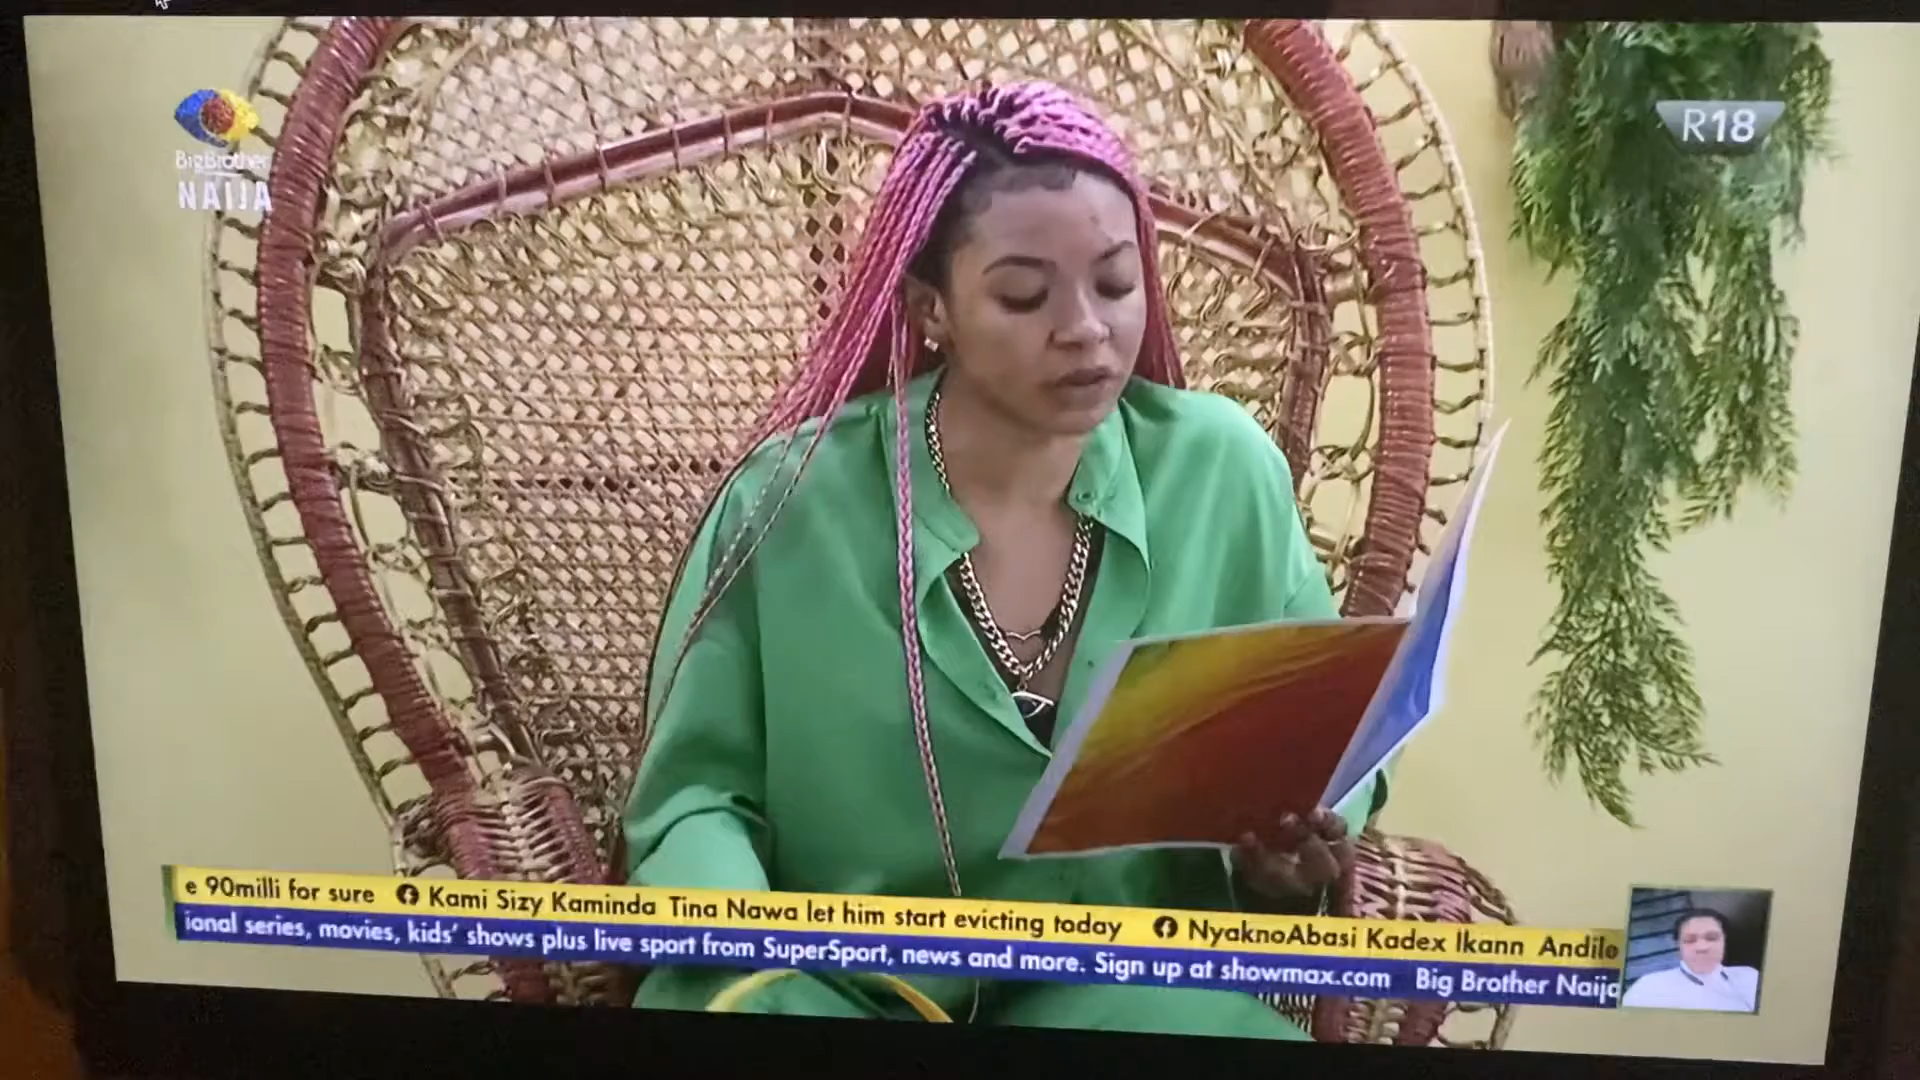 BigBrother
NAIJA
R18
e 90milli for sure Kami Sizy Kaminda Tina Nawa let him start evicting today NyaknoAbasi Kadex Ikann Andile
ional series, movies, kids' shows plus live sport from SuperSport, news and more. Sign up at showmax.com Big Brother Naija